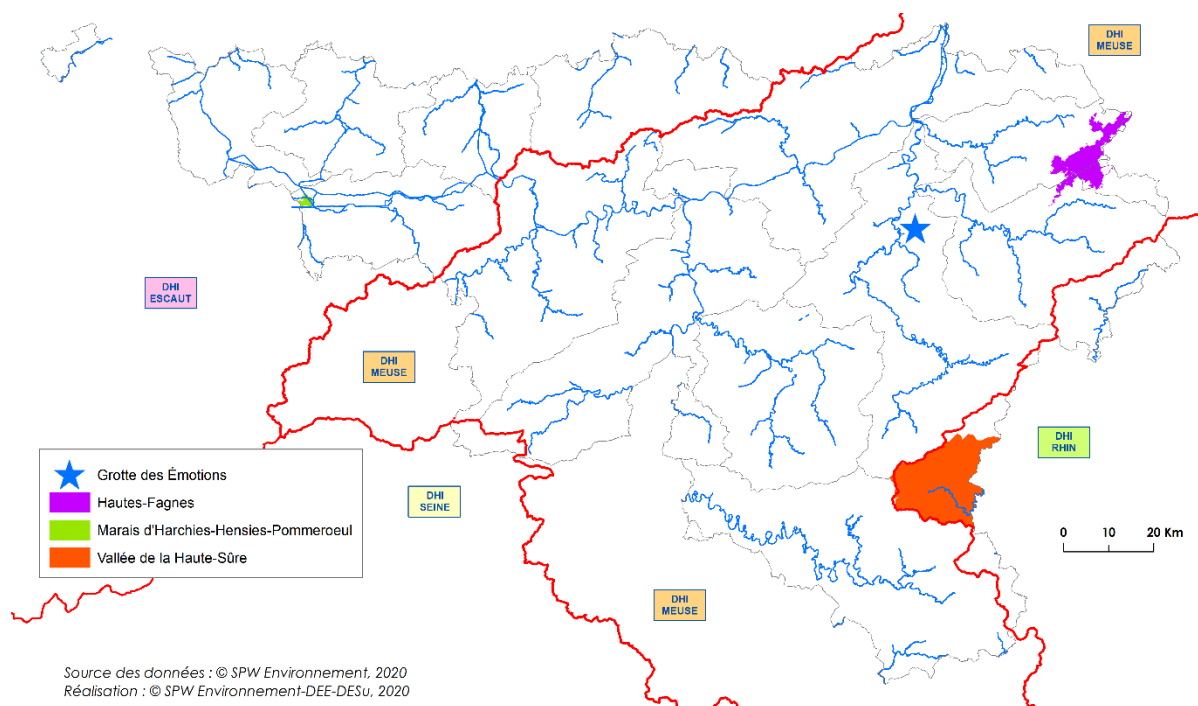 DHI
MEUSE
DHI
ESCAUT
DHI
MEUSE
DHI
RHIN
DHI
SEINE
DHI
MEUSE
Grotte des Émotions
Hautes-Fagnes
Marais d'Harchies-Hensies-Pommeroeul
Vallée de la Haute-Sûre
0 10 20 Km
Source des données : © SPW Environnement, 2020
Réalisation : © SPW Environnement-DEE-DESu, 2020